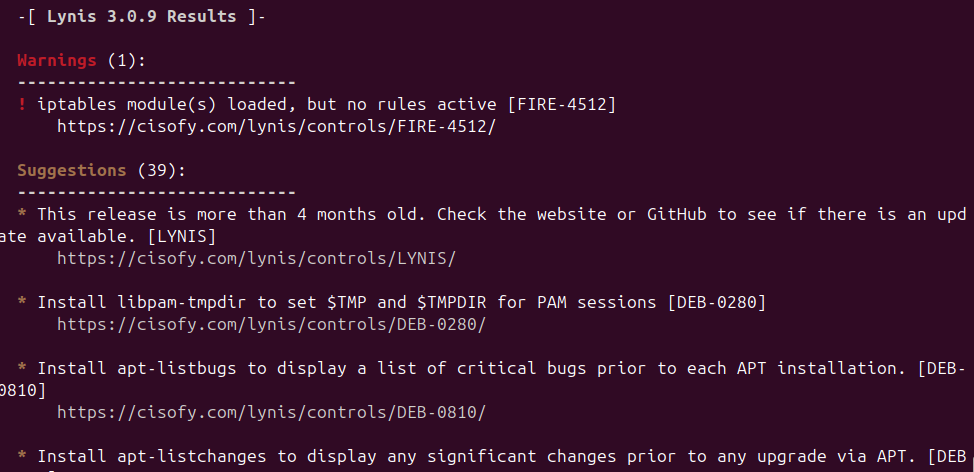 -[ Lynis 3.0.9 Results ]-
Warnings (1):
----------------------------
! iptables module(s) loaded, but no rules active [FIRE-4512]
https://cisofy.com/lynis/controls/FIRE-4512/
Suggestions (39):
----------------------------
* This release is more than 4 months old. Check the website or GitHub to see if there is an upd
ate available. [LYNIS]
https://cisofy.com/lynis/controls/LYNIS/
* Install libpam-tmpdir to set $TMP and $TMPDIR for PAM sessions [DEB-0280]
https://cisofy.com/lynis/controls/DEB-0280/
* Install apt-listbugs to display a list of critical bugs prior to each APT installation. [DEB-
0810]
https://cisofy.com/lynis/controls/DEB-0810/
* Install apt-listchanges to display any significant changes prior to any upgrade via APT. [DEB